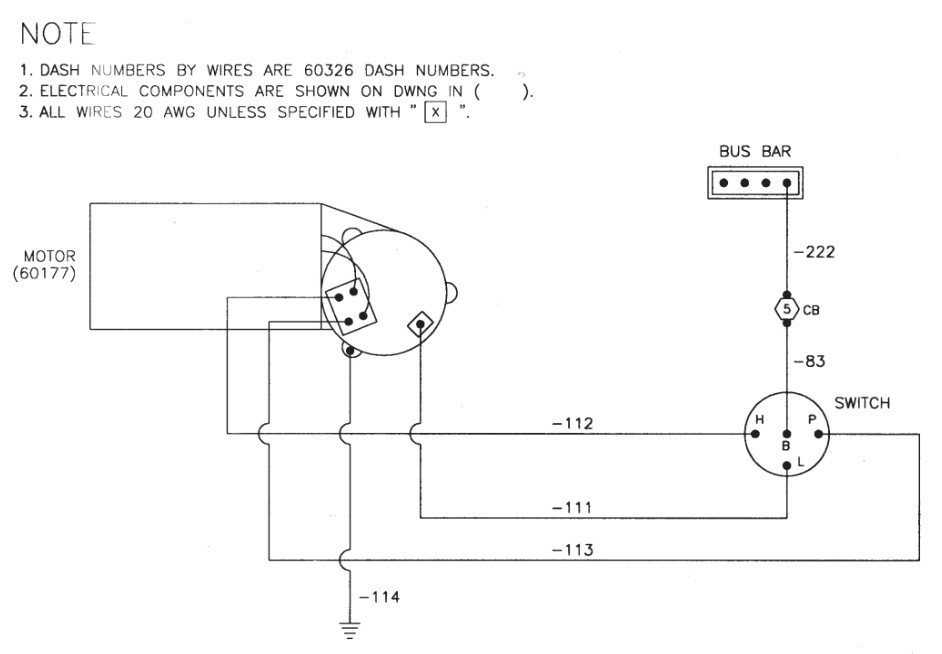 NOTE
1. DASH NUMBERS BY WIRES ARE 60326 DASH NUMBERS.
2. ELECTRICAL COMPONENTS ARE SHOWN ON DWNG IN (      ).
3. ALL WIRES 20 AWG UNLESS SPECIFIED WITH " X ".
BUS BAR
MOTOR
(60177)
-222
5 CB
-83
SWITCH
H P
B
L
-112
-111
-113
-114